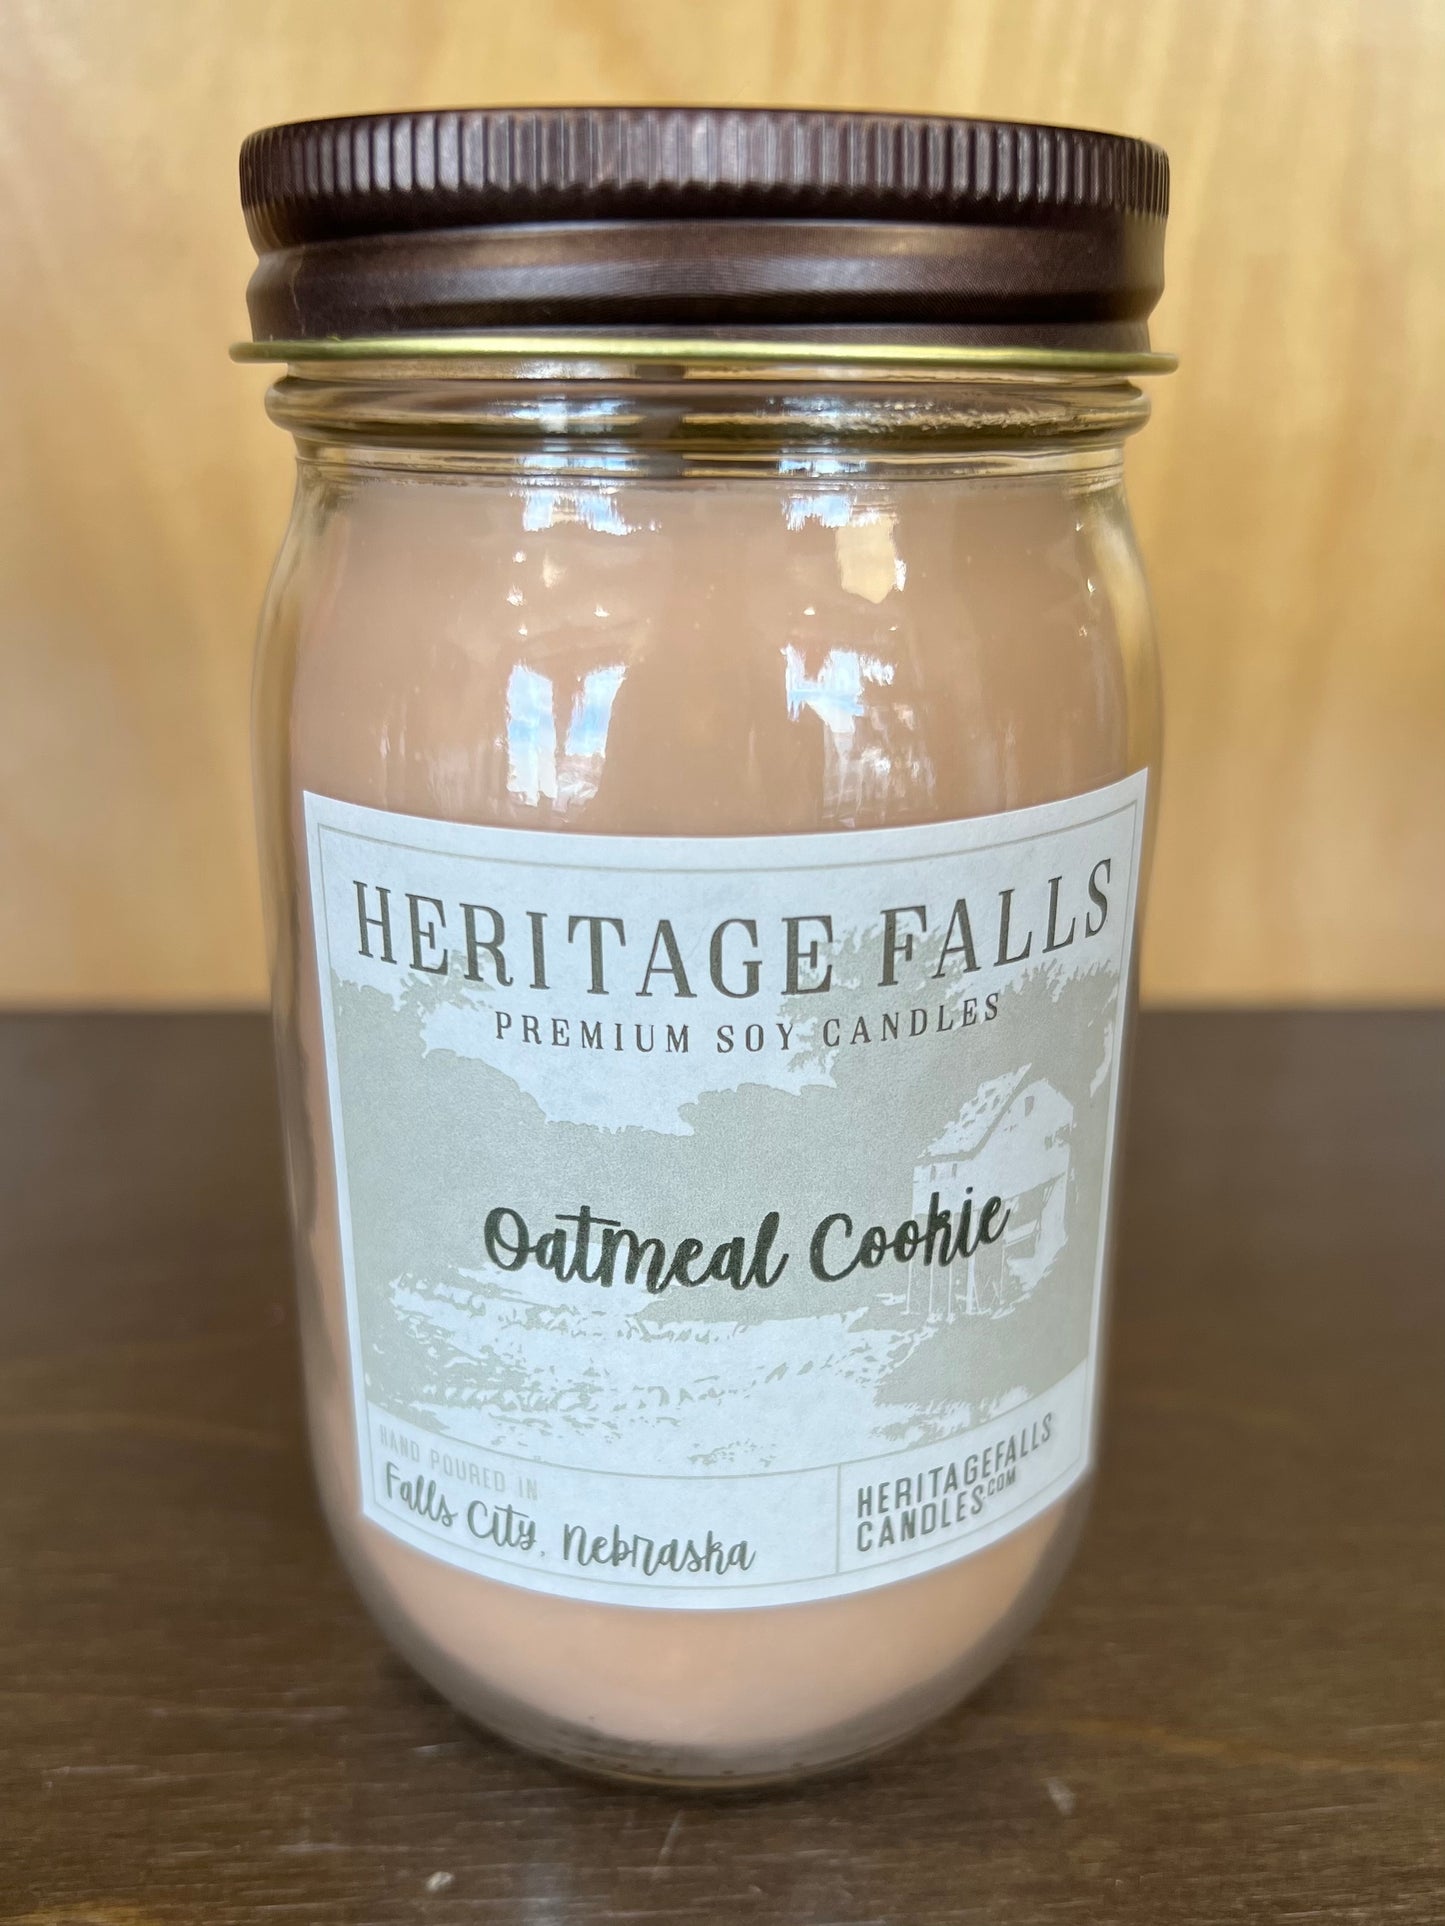 HERITAGE FALLS
PREMIUM SOY CANDLES
Oatmeal Cookie
HAND POURED IN
Falls City, Nebraska
HERITAGEFALLS
CANDLES.COM